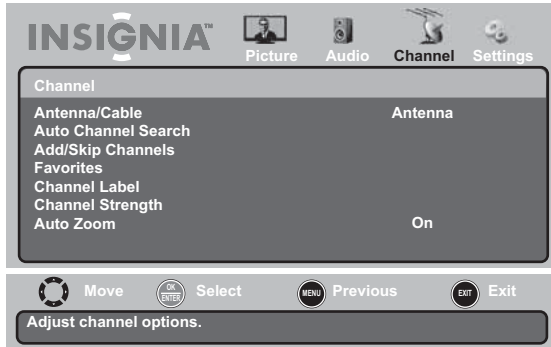 INSIGNIA™
Picture Audio Channel Settings
Channel
Antenna/Cable Antenna
Auto Channel Search
Add/Skip Channels
Favorites
Channel Label
Channel Strength
Auto Zoom On
Move OK ENTER Select MENU Previous EXIT Exit
Adjust channel options.